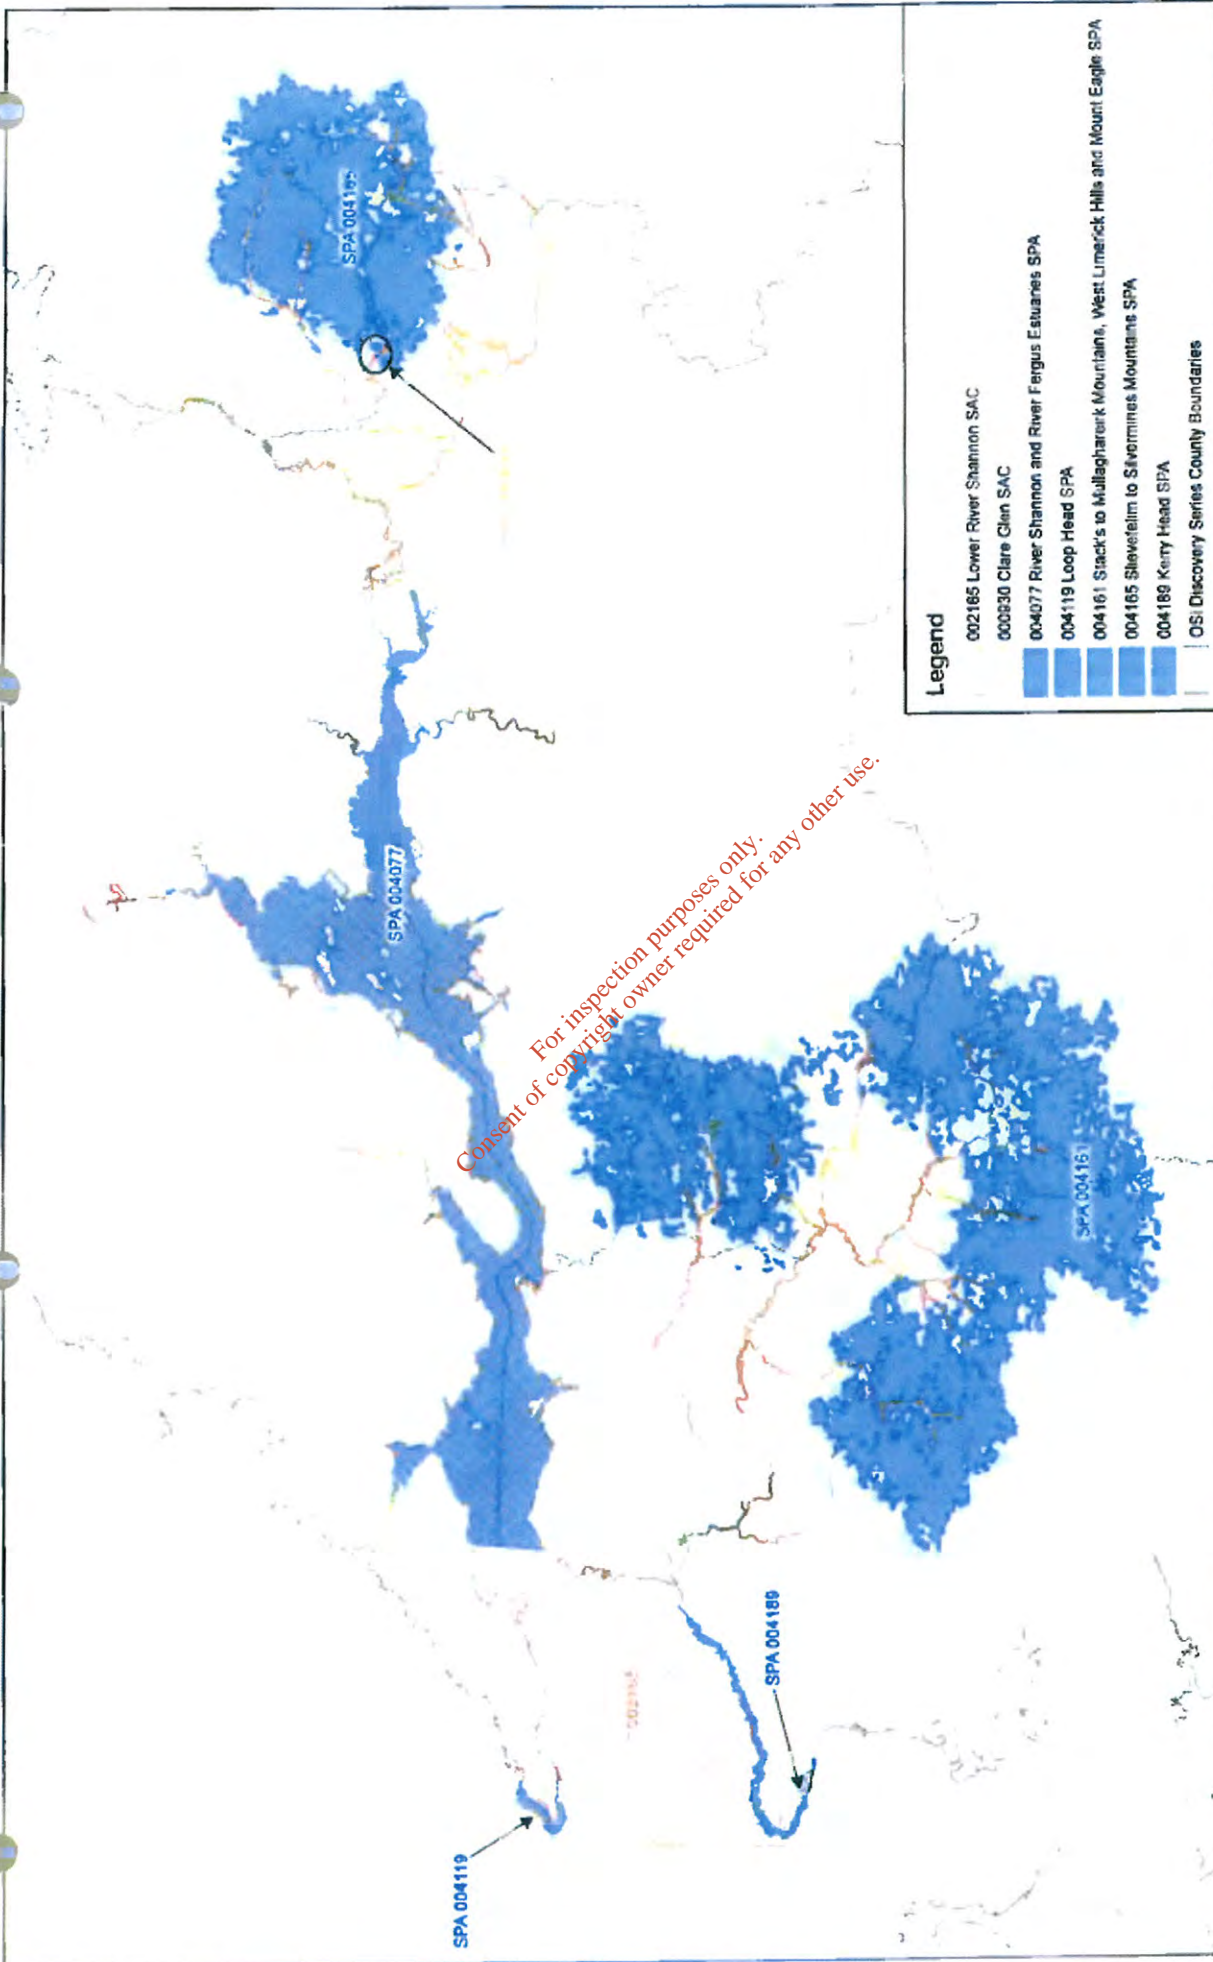 SPA 004165
SPA 004077
SPA 004161
SPA 004189
SPA 004119
002165
Legend
002165 Lower River Shannon SAC
000930 Clare Glen SAC
004077 River Shannon and River Fergus Estuaries SPA
004119 Loop Head SPA
004161 Stack's to Mullaghareirk Mountains, West Limerick Hills and Mount Eagle SPA
004165 Slievefelim to Silvermines Mountains SPA
004189 Kerry Head SPA
OSi Discovery Series County Boundaries
For inspection purposes only.
Consent of copyright owner required for any other use.